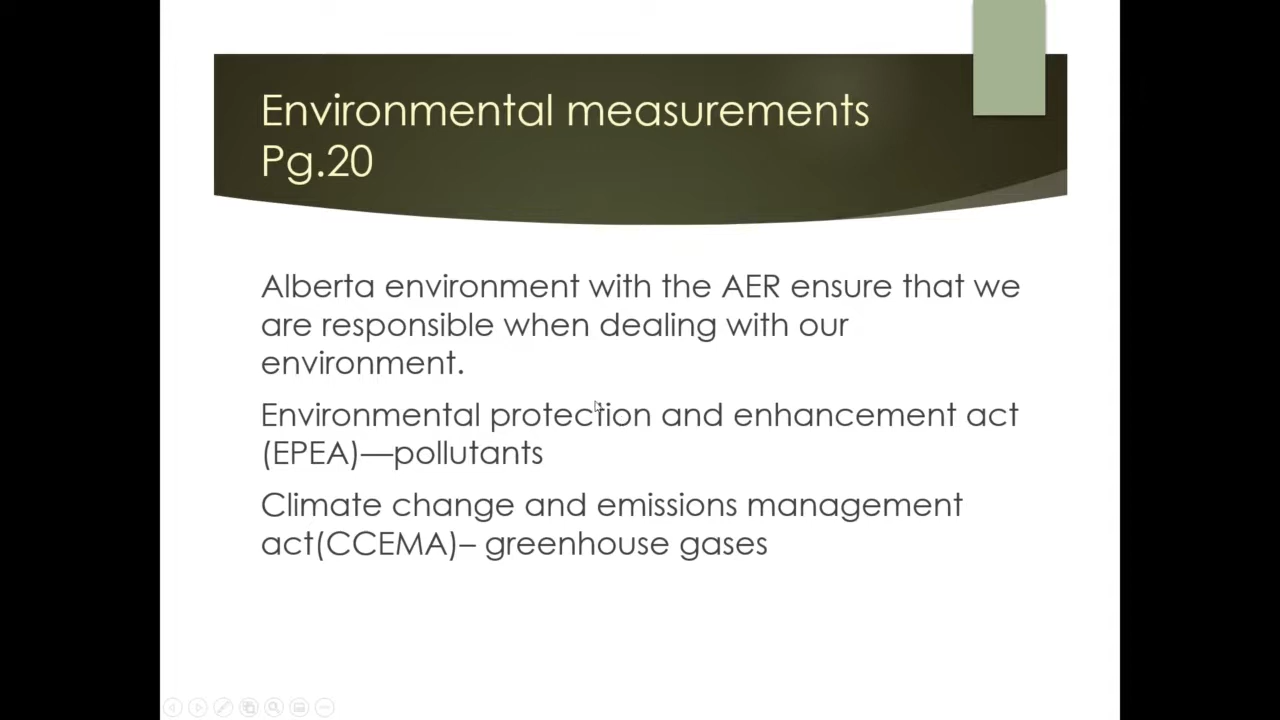 Environmental measurements
Pg.20
Alberta environment with the AER ensure that we
are responsible when dealing with our
environment.
Environmental protection and enhancement act
(EPEA)—pollutants
Climate change and emissions management
act(CCEMA)– greenhouse gases